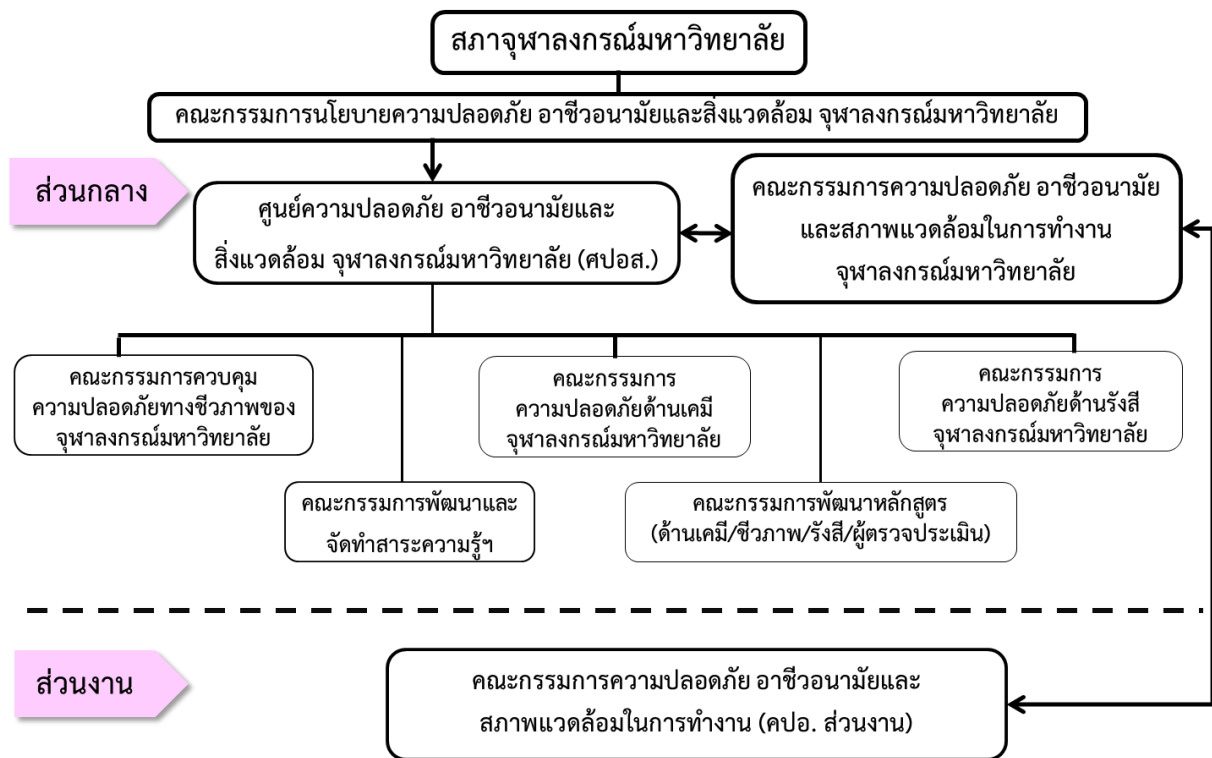 สภาจุฬาลงกรณ์มหาวิทยาลัย
คณะกรรมการนโยบายความปลอดภัย อาชีวอนามัยและสิ่งแวดล้อม จุฬาลงกรณ์มหาวิทยาลัย
ส่วนกลาง
ศูนย์ความปลอดภัย อาชีวอนามัยและ
สิ่งแวดล้อม จุฬาลงกรณ์มหาวิทยาลัย (ศปอส.)
คณะกรรมการความปลอดภัย อาชีวอนามัย
และสภาพแวดล้อมในการทำงาน
จุฬาลงกรณ์มหาวิทยาลัย
คณะกรรมการควบคุม
ความปลอดภัยทางชีวภาพของ
จุฬาลงกรณ์มหาวิทยาลัย
คณะกรรมการ
ความปลอดภัยด้านเคมี
จุฬาลงกรณ์มหาวิทยาลัย
คณะกรรมการ
ความปลอดภัยด้านรังสี
จุฬาลงกรณ์มหาวิทยาลัย
คณะกรรมการพัฒนาและ
จัดทำสาระความรู้ฯ
คณะกรรมการพัฒนาหลักสูตร
(ด้านเคมี/ชีวภาพ/รังสี/ผู้ตรวจประเมิน)
ส่วนงาน
คณะกรรมการความปลอดภัย อาชีวอนามัยและ
สภาพแวดล้อมในการทำงาน (คปอ. ส่วนงาน)